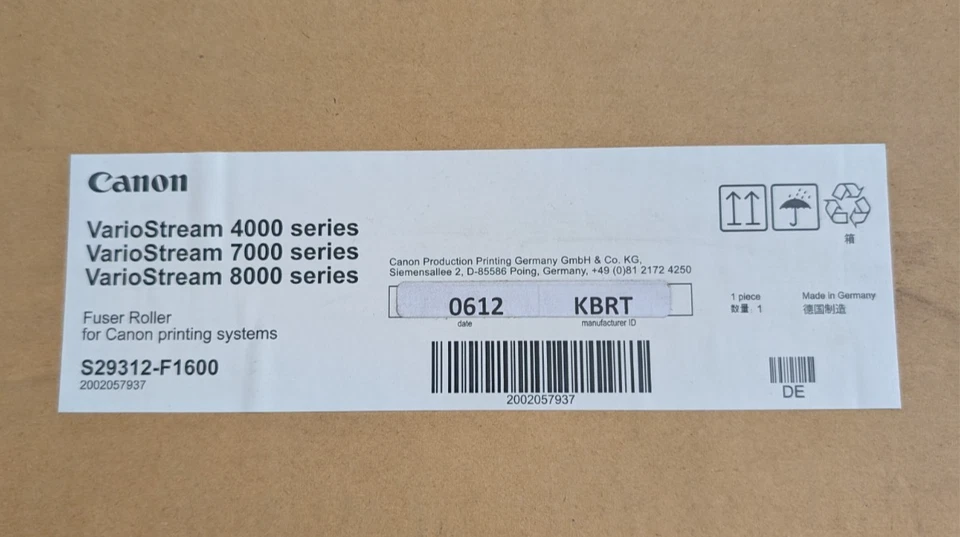 Canon
VarioStream 4000 series
VarioStream 7000 series
VarioStream 8000 series
Fuser Roller
for Canon printing systems
S29312-F1600
2002057937
Canon Production Printing Germany GmbH & Co. KG,
Siemensallee 2, D-85586 Poing, Germany, +49 (0)81 2172 4250
0612 KBRT
date manufacturer ID
2002057937
箱
1 piece
数量: 1
Made in Germany
德国制造
DE